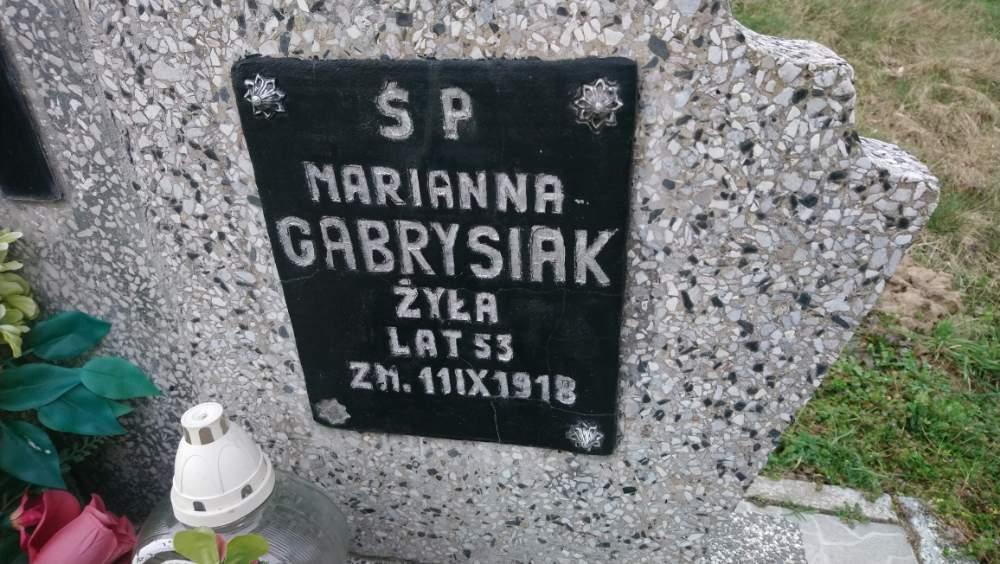 Ś P
MARIANNA
GABRYSIAK
ŻYŁA
LAT 53
ZM. 11 IX 1918